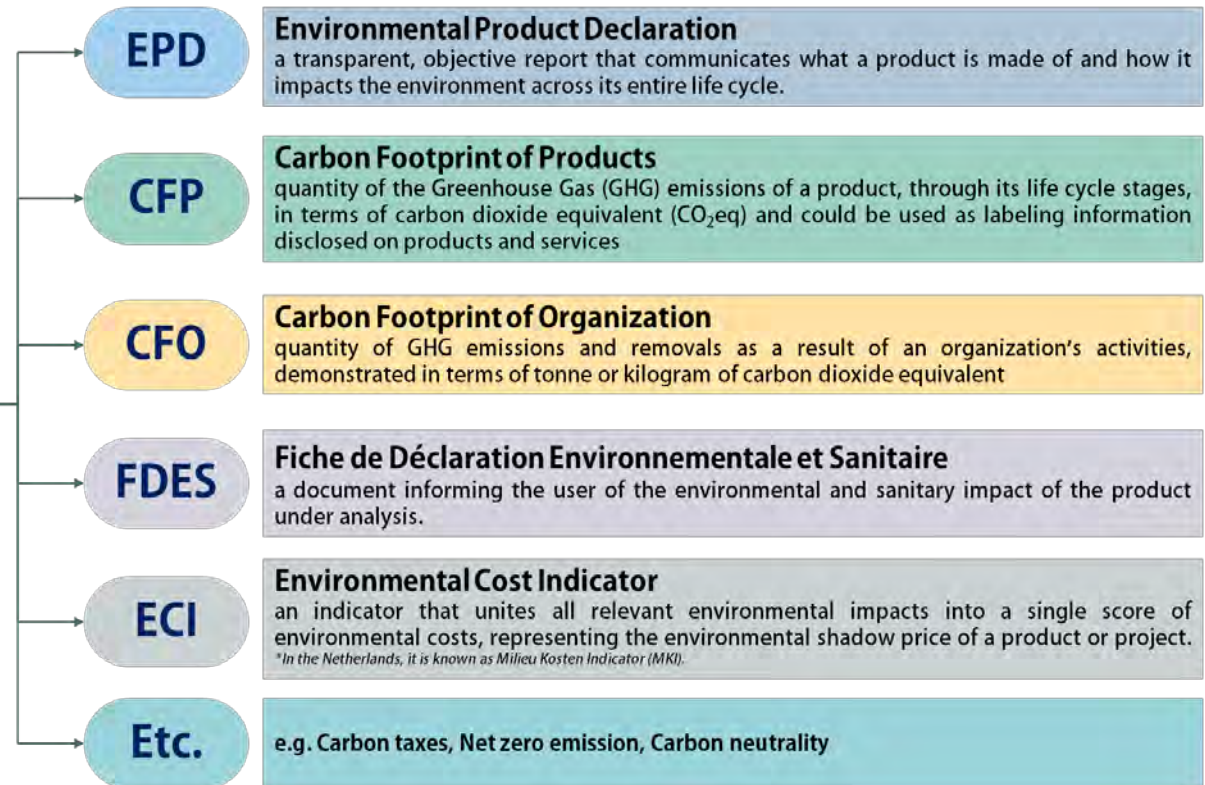 EPD
Environmental Product Declaration
a transparent, objective report that communicates what a product is made of and how it
impacts the environment across its entire life cycle.
CFP
Carbon Footprint of Products
quantity of the Greenhouse Gas (GHG) emissions of a product, through its life cycle stages,
in terms of carbon dioxide equivalent (CO₂eq) and could be used as labeling information
disclosed on products and services
CFO
Carbon Footprint of Organization
quantity of GHG emissions and removals as a result of an organization's activities,
demonstrated in terms of tonne or kilogram of carbon dioxide equivalent
FDES
Fiche de Déclaration Environnementale et Sanitaire
a document informing the user of the environmental and sanitary impact of the product
under analysis.
ECI
Environmental Cost Indicator
an indicator that unites all relevant environmental impacts into a single score of
environmental costs, representing the environmental shadow price of a product or project.
*In the Netherlands, it is known as Milieu Kosten Indicator (MKI).
Etc.
e.g. Carbon taxes, Net zero emission, Carbon neutrality